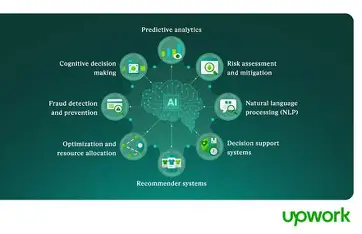 Predictive analytics
Cognitive decision
making
Risk assessment
and mitigation
Fraud detection
and prevention
AI
Natural language
processing (NLP)
Optimization and
resource allocation
Decision support
systems
Recommender systems
upwork